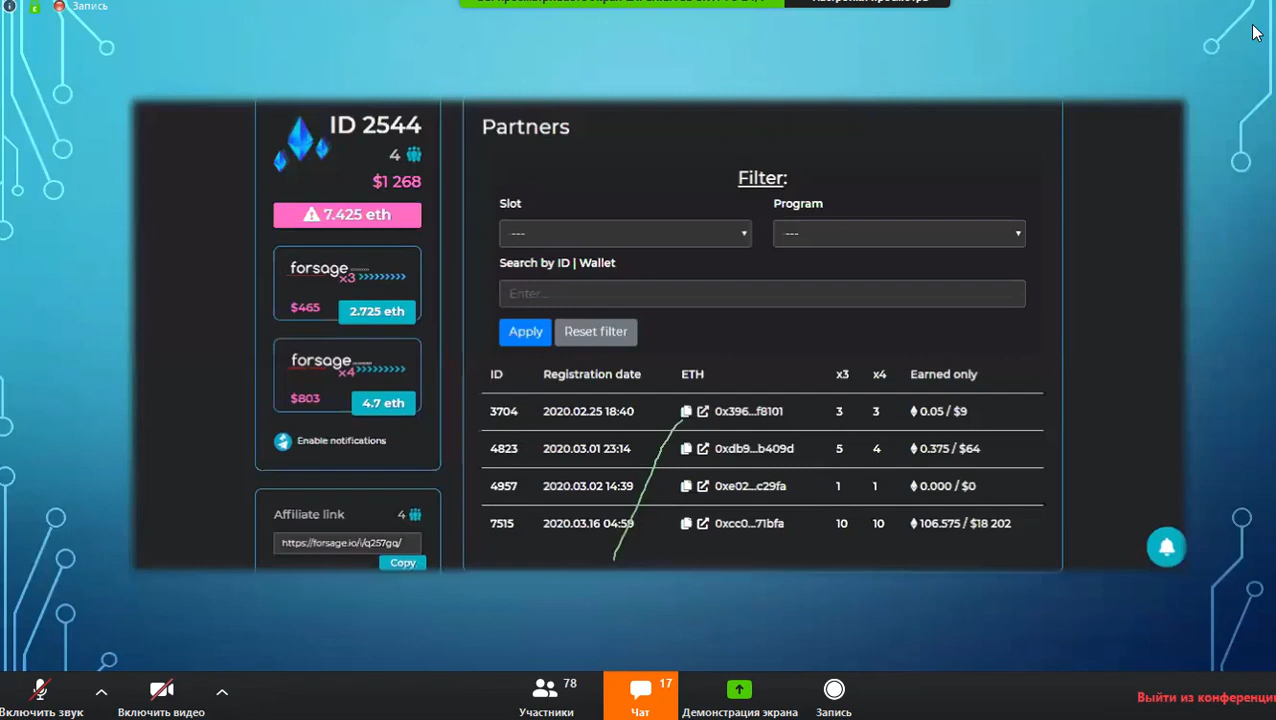 Запись
ID 2544
4
$1 268
7.425 eth
forsage
x3
$465
2.725 eth
forsage
x4
$803
4.7 eth
Enable notifications
Affiliate link 4
https://forsage.io/i/q257gq/
Copy
Partners
Filter:
Slot Program
--- ---
Search by ID | Wallet
Enter...
Apply Reset filter
ID Registration date ETH x3 x4 Earned only
3704 2020.02.25 18:40 0x396...f8101 3 3 0.05 / $9
4823 2020.03.01 23:14 0xdb9...b409d 5 4 0.375 / $64
4957 2020.03.02 14:39 0xe02...c29fa 1 1 0.000 / $0
7515 2020.03.16 04:59 0xcc0...71bfa 10 10 106.575 / $18 202
Включить звук
Включить видео
78
Участники
17
Чат
Демонстрация экрана
Запись
Выйти из конференции